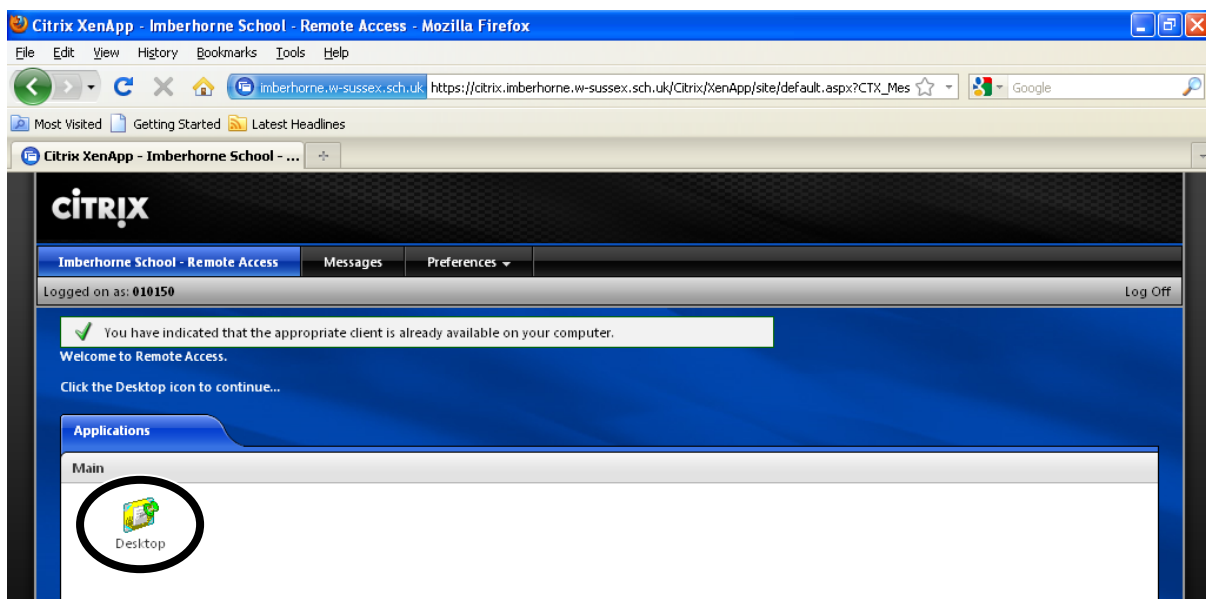 Citrix XenApp - Imberhorne School - Remote Access - Mozilla Firefox
File Edit View History Bookmarks Tools Help
imberhorne.w-sussex.sch.uk https://citrix.imberhorne.w-sussex.sch.uk/Citrix/XenApp/site/default.aspx?CTX_Mes Google
Most Visited Getting Started Latest Headlines
Citrix XenApp - Imberhorne School - ...
CİTRỊX
Imberhorne School - Remote Access Messages Preferences
Logged on as: 010150 Log Off
You have indicated that the appropriate client is already available on your computer.
Welcome to Remote Access.
Click the Desktop icon to continue...
Applications
Main
Desktop